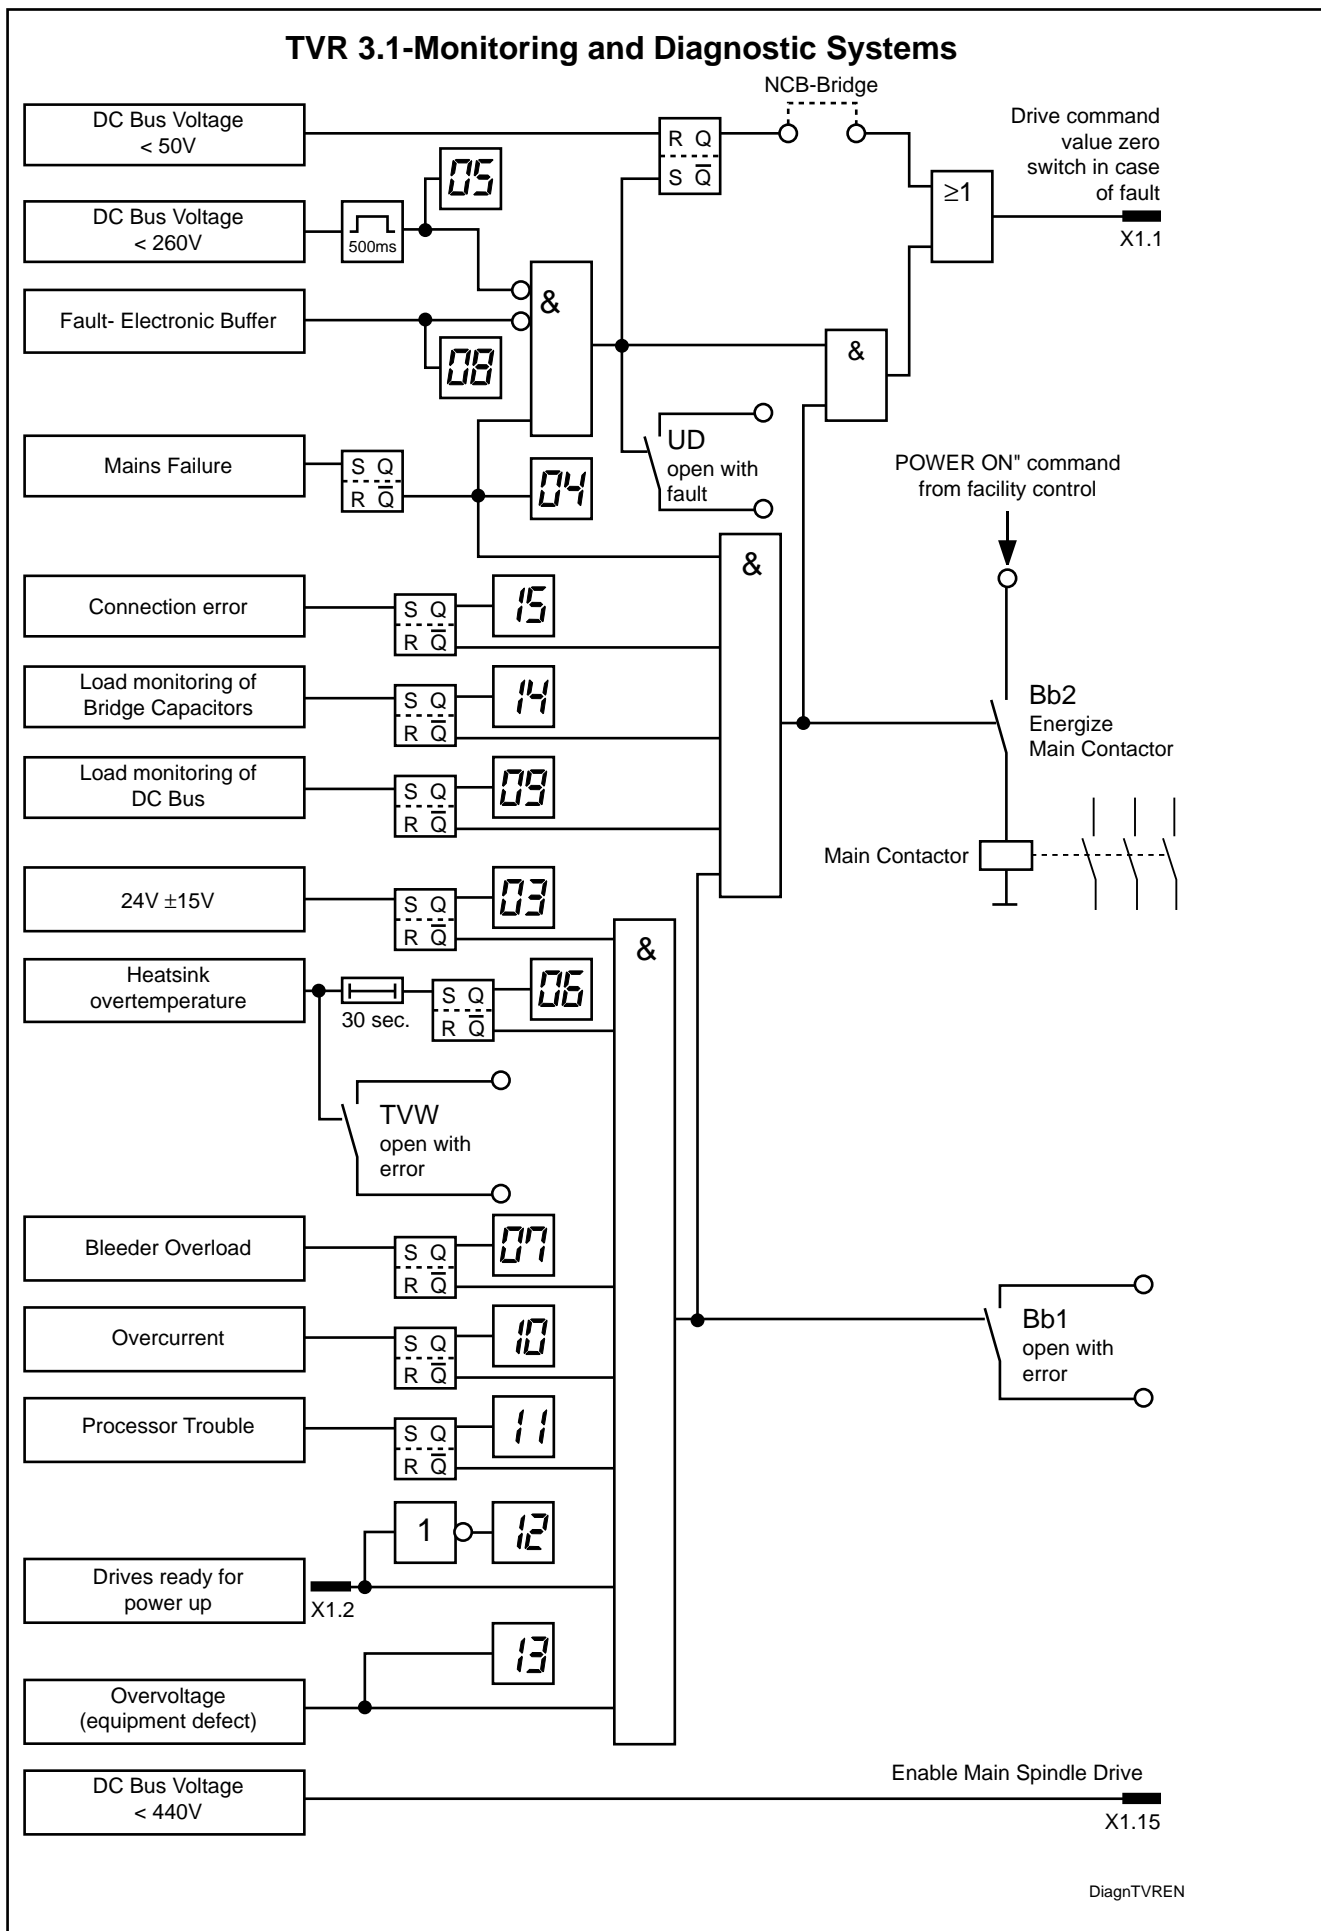 TVR 3.1-Monitoring and Diagnostic Systems
NCB-Bridge
DC Bus Voltage
< 50V
R Q
S Q̅
Drive command
value zero
switch in case
of fault
≥1
X1.1
05
DC Bus Voltage
< 260V
500ms
&
Fault- Electronic Buffer
08
&
UD
open with
fault
Mains Failure
S Q
R Q̅
04
POWER ON" command
from facility control
&
Connection error
S Q
R Q̅
15
Load monitoring of
Bridge Capacitors
S Q
R Q̅
14
Bb2
Energize
Main Contactor
Load monitoring of
DC Bus
S Q
R Q̅
09
Main Contactor
24V ±15V
S Q
R Q̅
03
&
Heatsink
overtemperature
30 sec.
S Q
R Q̅
06
TVW
open with
error
Bleeder Overload
S Q
R Q̅
07
Bb1
open with
error
Overcurrent
S Q
R Q̅
10
Processor Trouble
S Q
R Q̅
11
1
12
Drives ready for
power up
X1.2
13
Overvoltage
(equipment defect)
DC Bus Voltage
< 440V
Enable Main Spindle Drive
X1.15
DiagnTVREN